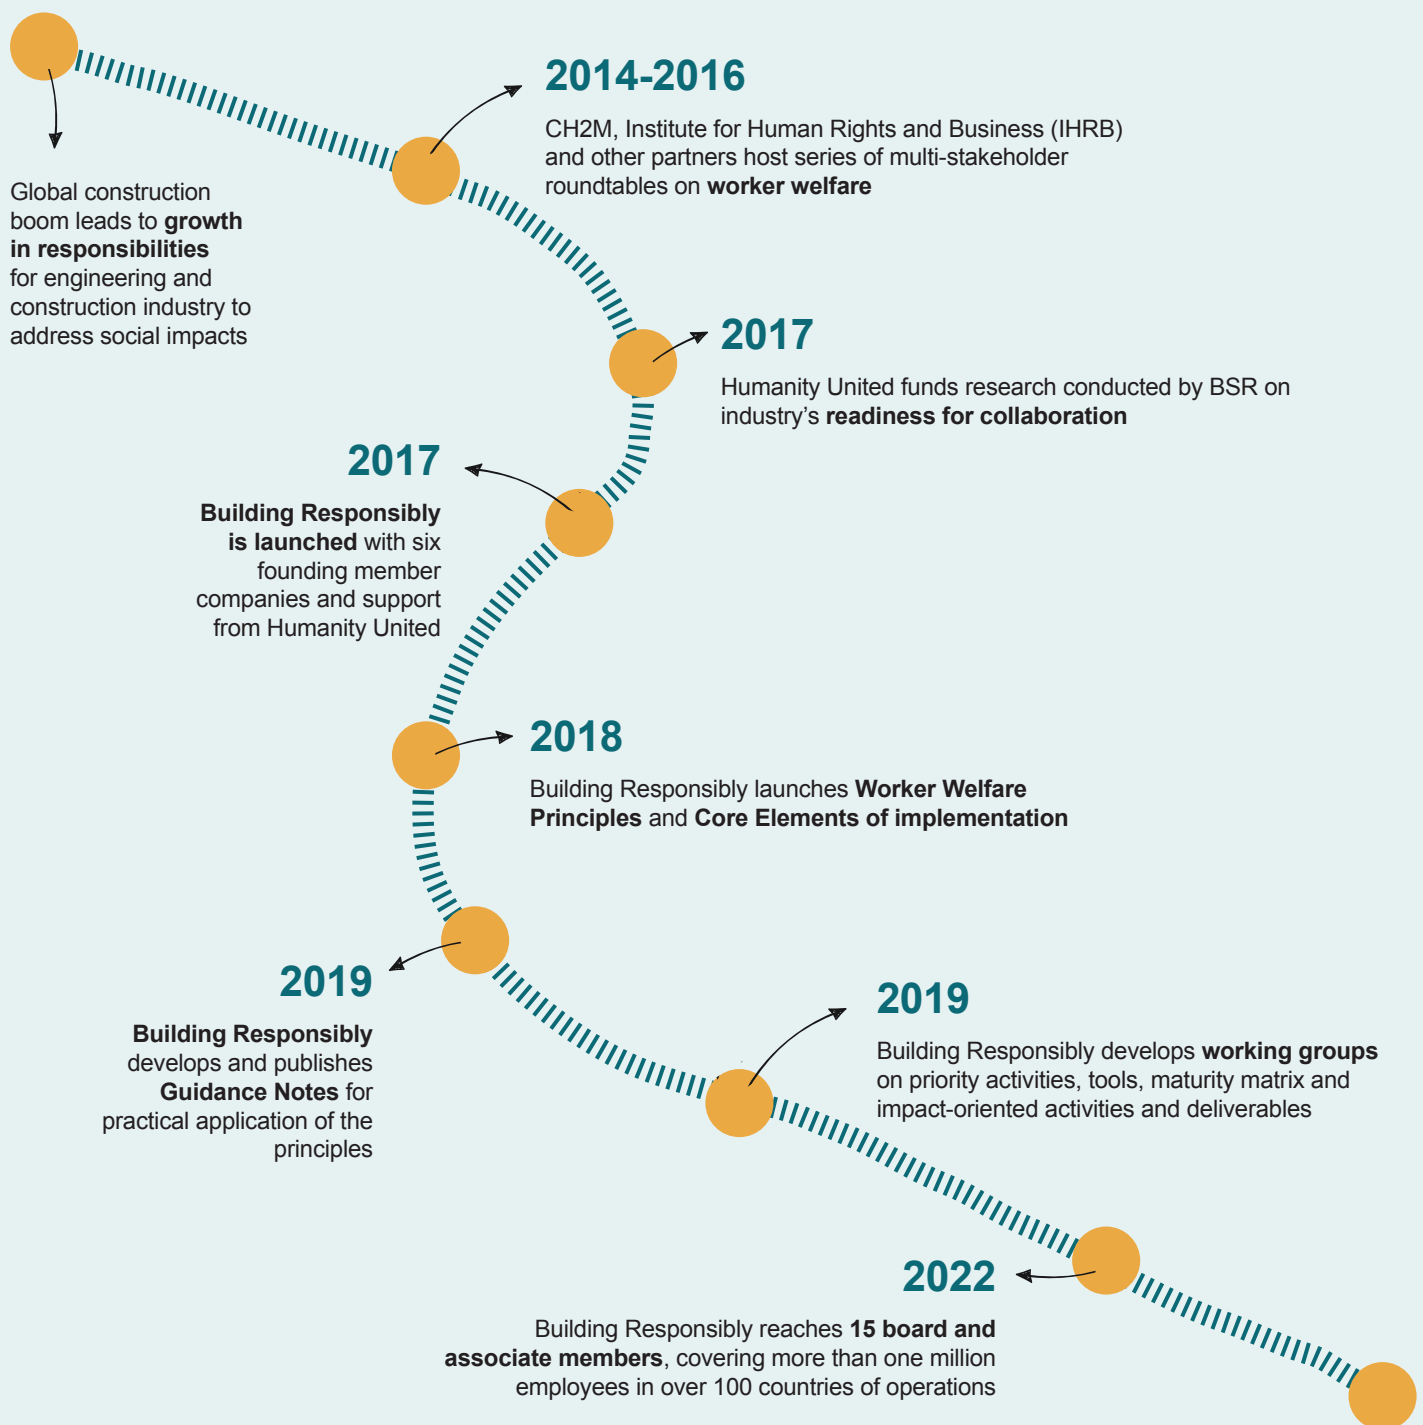 Global construction
boom leads to growth
in responsibilities
for engineering and
construction industry to
address social impacts
2014-2016
CH2M, Institute for Human Rights and Business (IHRB)
and other partners host series of multi-stakeholder
roundtables on worker welfare
2017
Humanity United funds research conducted by BSR on
industry’s readiness for collaboration
2017
Building Responsibly
is launched with six
founding member
companies and support
from Humanity United
2018
Building Responsibly launches Worker Welfare
Principles and Core Elements of implementation
2019
Building Responsibly
develops and publishes
Guidance Notes for
practical application of the
principles
2019
Building Responsibly develops working groups
on priority activities, tools, maturity matrix and
impact-oriented activities and deliverables
2022
Building Responsibly reaches 15 board and
associate members, covering more than one million
employees in over 100 countries of operations